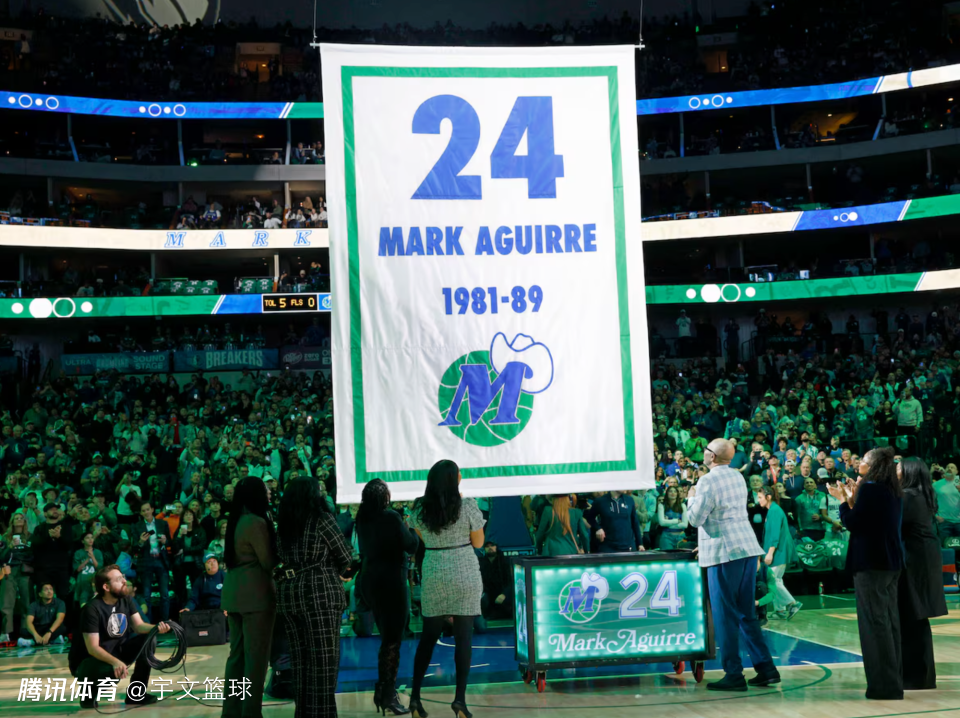 24
MARK AGUIRRE
1981-89
M
MARK
TOL 5 FLS 0
BREAKERS
M 24
Mark Aguirre
腾讯体育 @宇文篮球